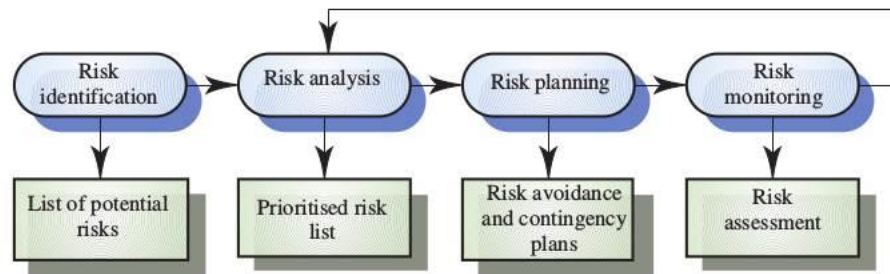 Risk
identification
Risk analysis
Risk planning
Risk
monitoring
List of potential
risks
Prioritised risk
list
Risk avoidance
and contingency
plans
Risk
assessment